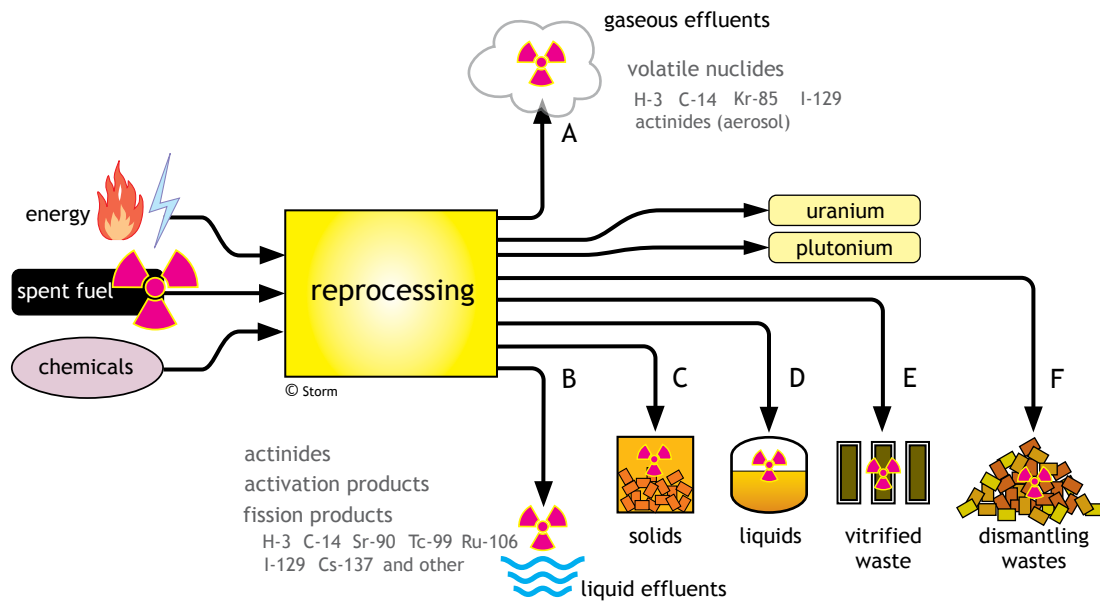 gaseous effluents
volatile nuclides
H-3 C-14 Kr-85 I-129
actinides (aerosol)
A
energy
uranium
plutonium
spent fuel
reprocessing
chemicals
© Storm
B
C
D
E
F
actinides
activation products
fission products
H-3 C-14 Sr-90 Tc-99 Ru-106
I-129 Cs-137 and other
liquid effluents
solids
liquids
vitrified
waste
dismantling
wastes